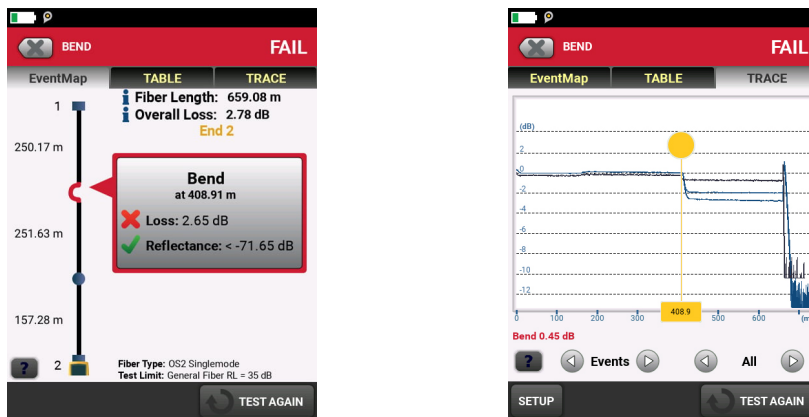 BEND
FAIL
EventMap
TABLE
TRACE
1
Fiber Length: 659.08 m
Overall Loss: 2.78 dB
End 2
250.17 m
Bend
at 408.91 m
Loss: 2.65 dB
Reflectance: < -71.65 dB
251.63 m
157.28 m
?
2
Fiber Type: OS2 Singlemode
Test Limit: General Fiber RL = 35 dB
TEST AGAIN
BEND
FAIL
EventMap
TABLE
TRACE
(dB)
2
0
-2
-4
-6
-8
-10
-12
0 100 200 300 408.9 500 600 (m
Bend 0.45 dB
?
Events
All
SETUP
TEST AGAIN